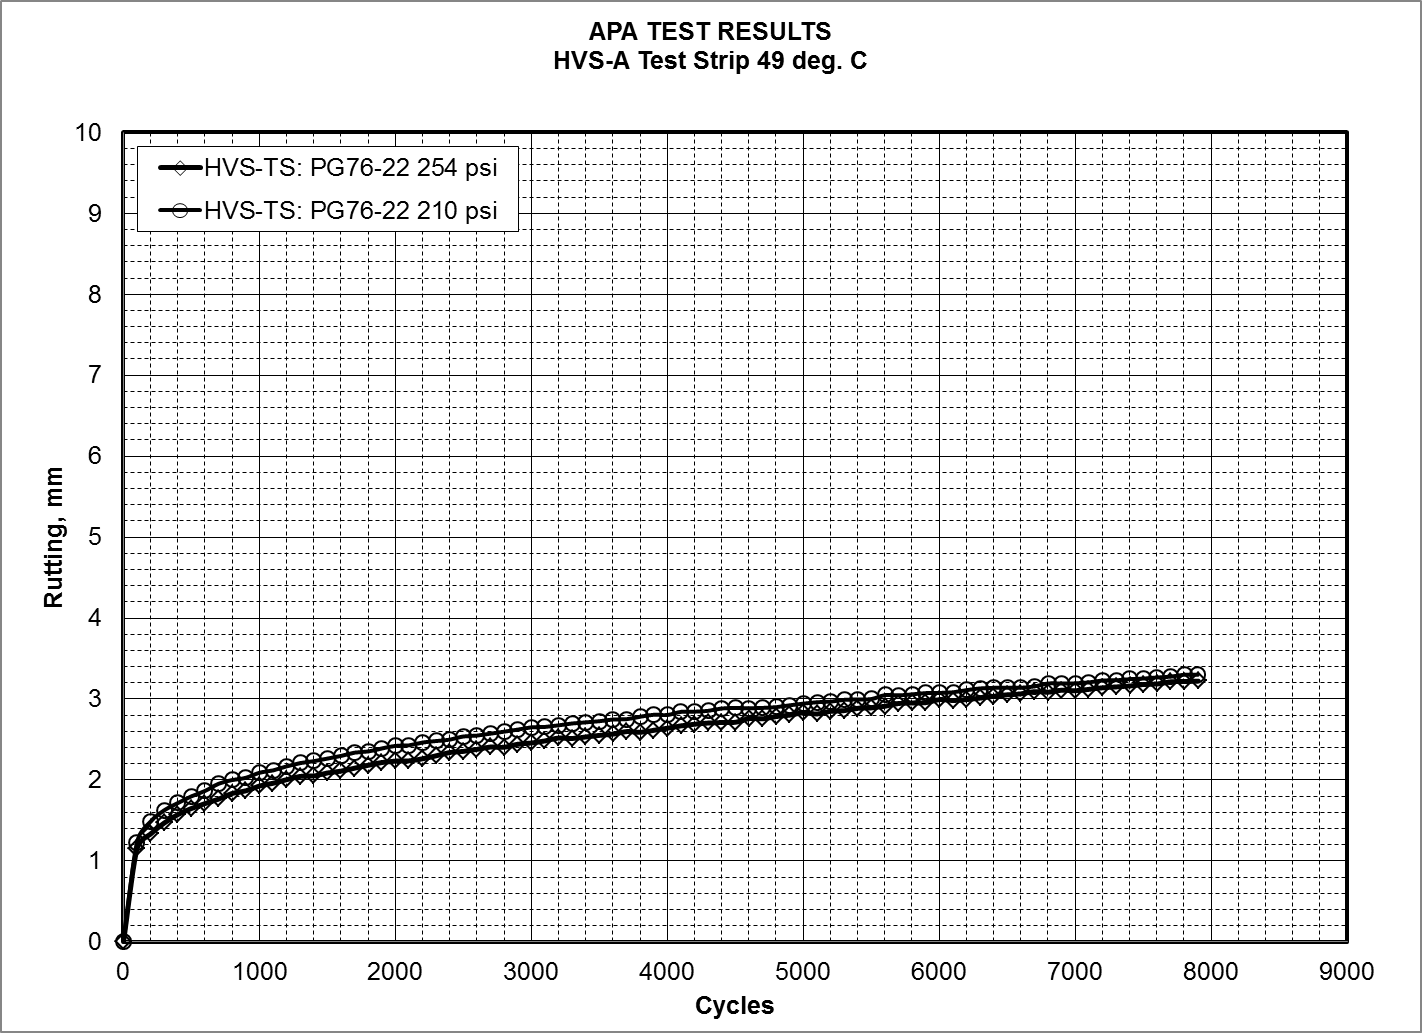 APA TEST RESULTS
HVS-A Test Strip 49 deg. C
HVS-TS: PG76-22 254 psi
HVS-TS: PG76-22 210 psi
10
9
8
7
6
5
4
3
2
1
0
Rutting, mm
0 1000 2000 3000 4000 5000 6000 7000 8000 9000
Cycles